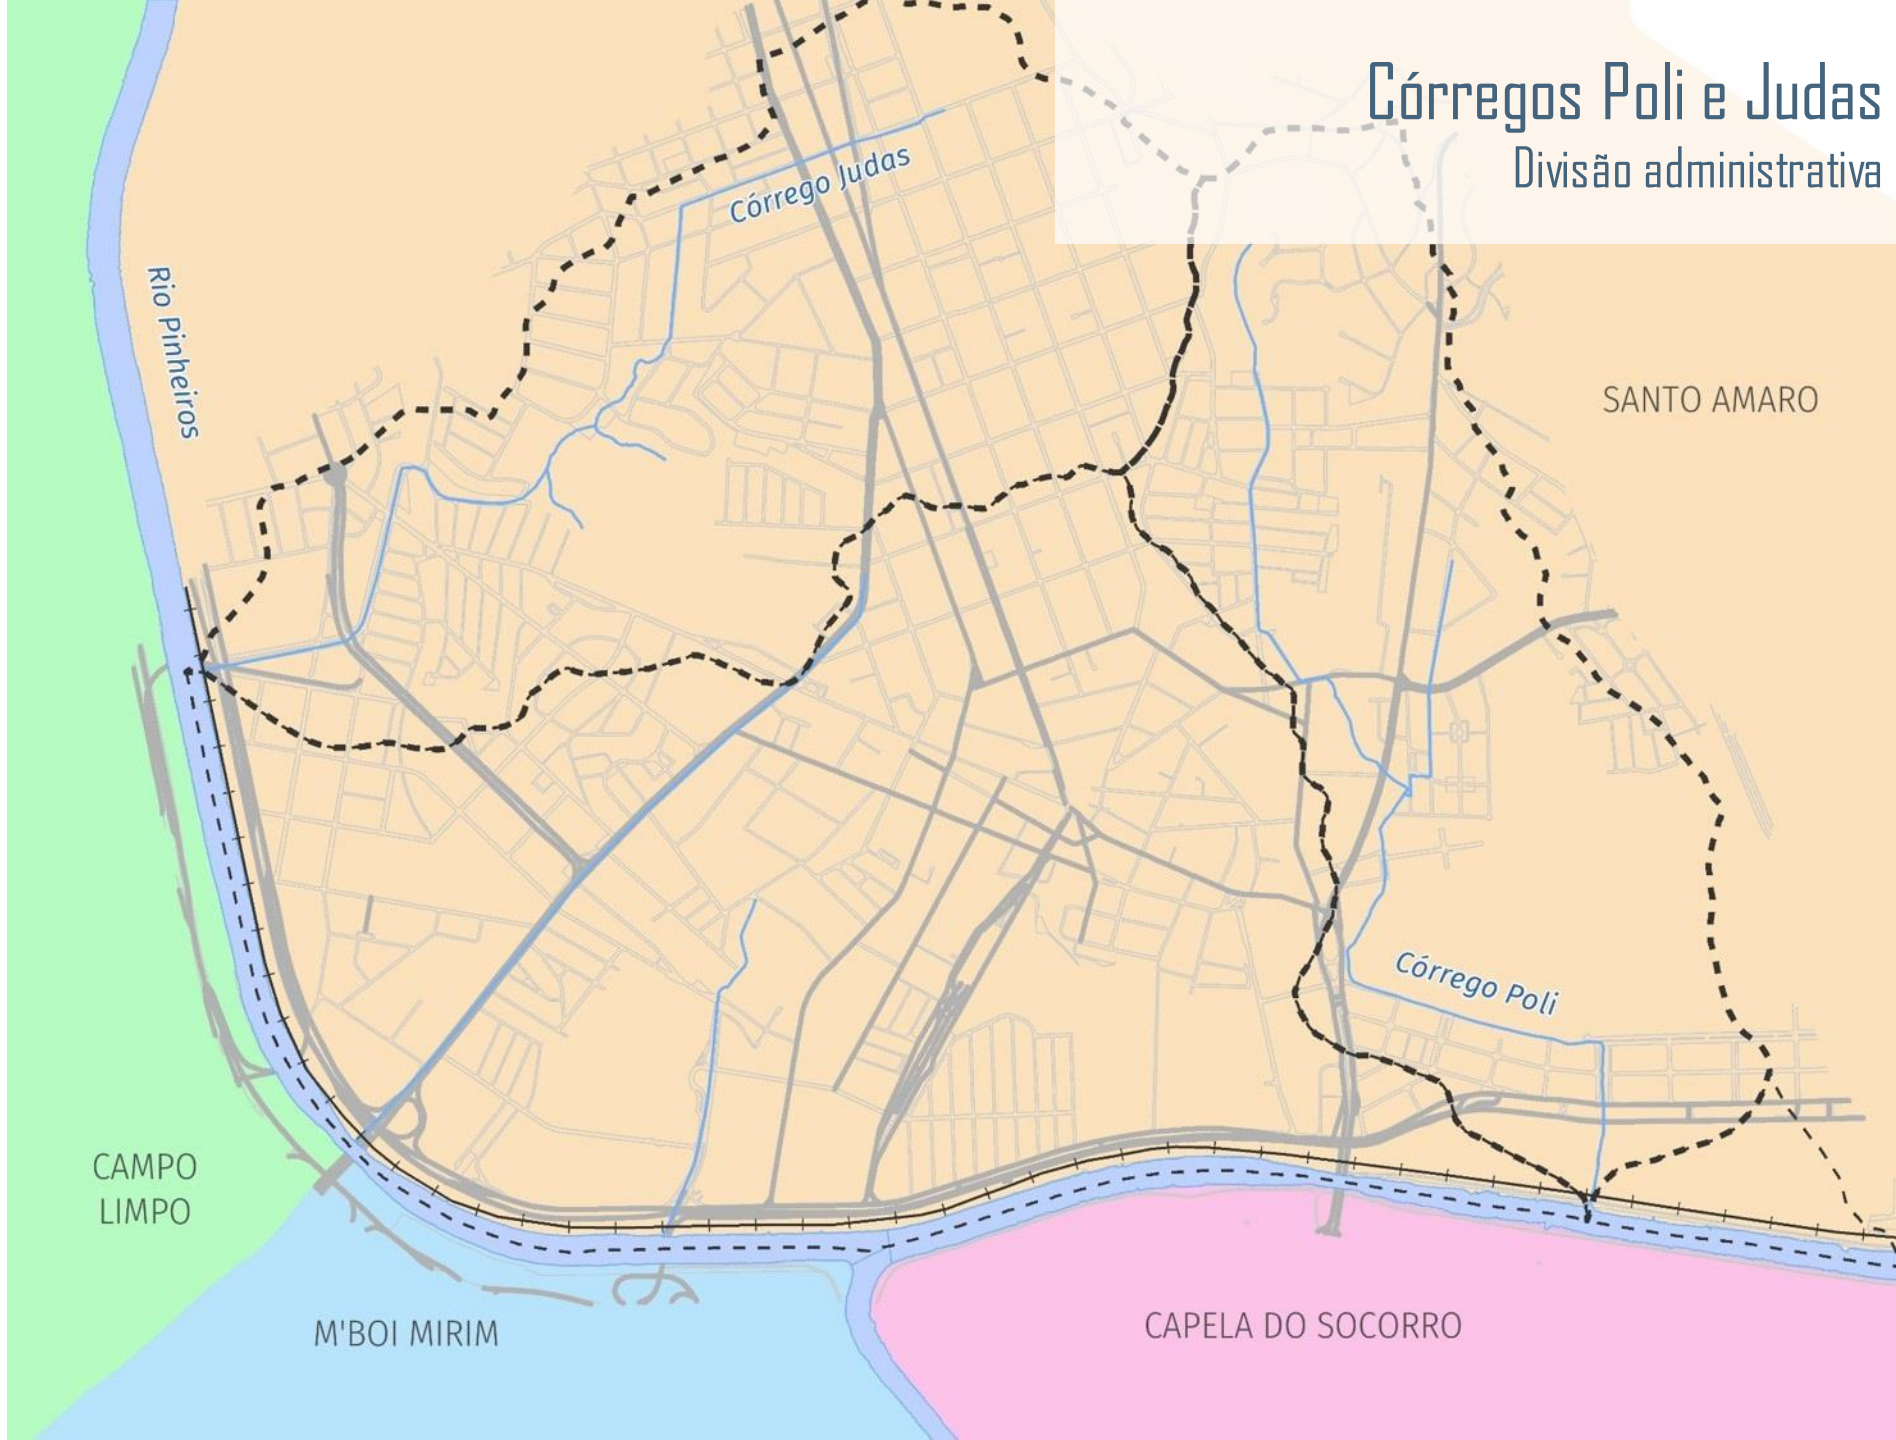 Córregos Poli e Judas
Divisão administrativa
Córrego Judas
Rio Pinheiros
SANTO AMARO
Córrego Poli
CAMPO
LIMPO
M'BOI MIRIM
CAPELA DO SOCORRO